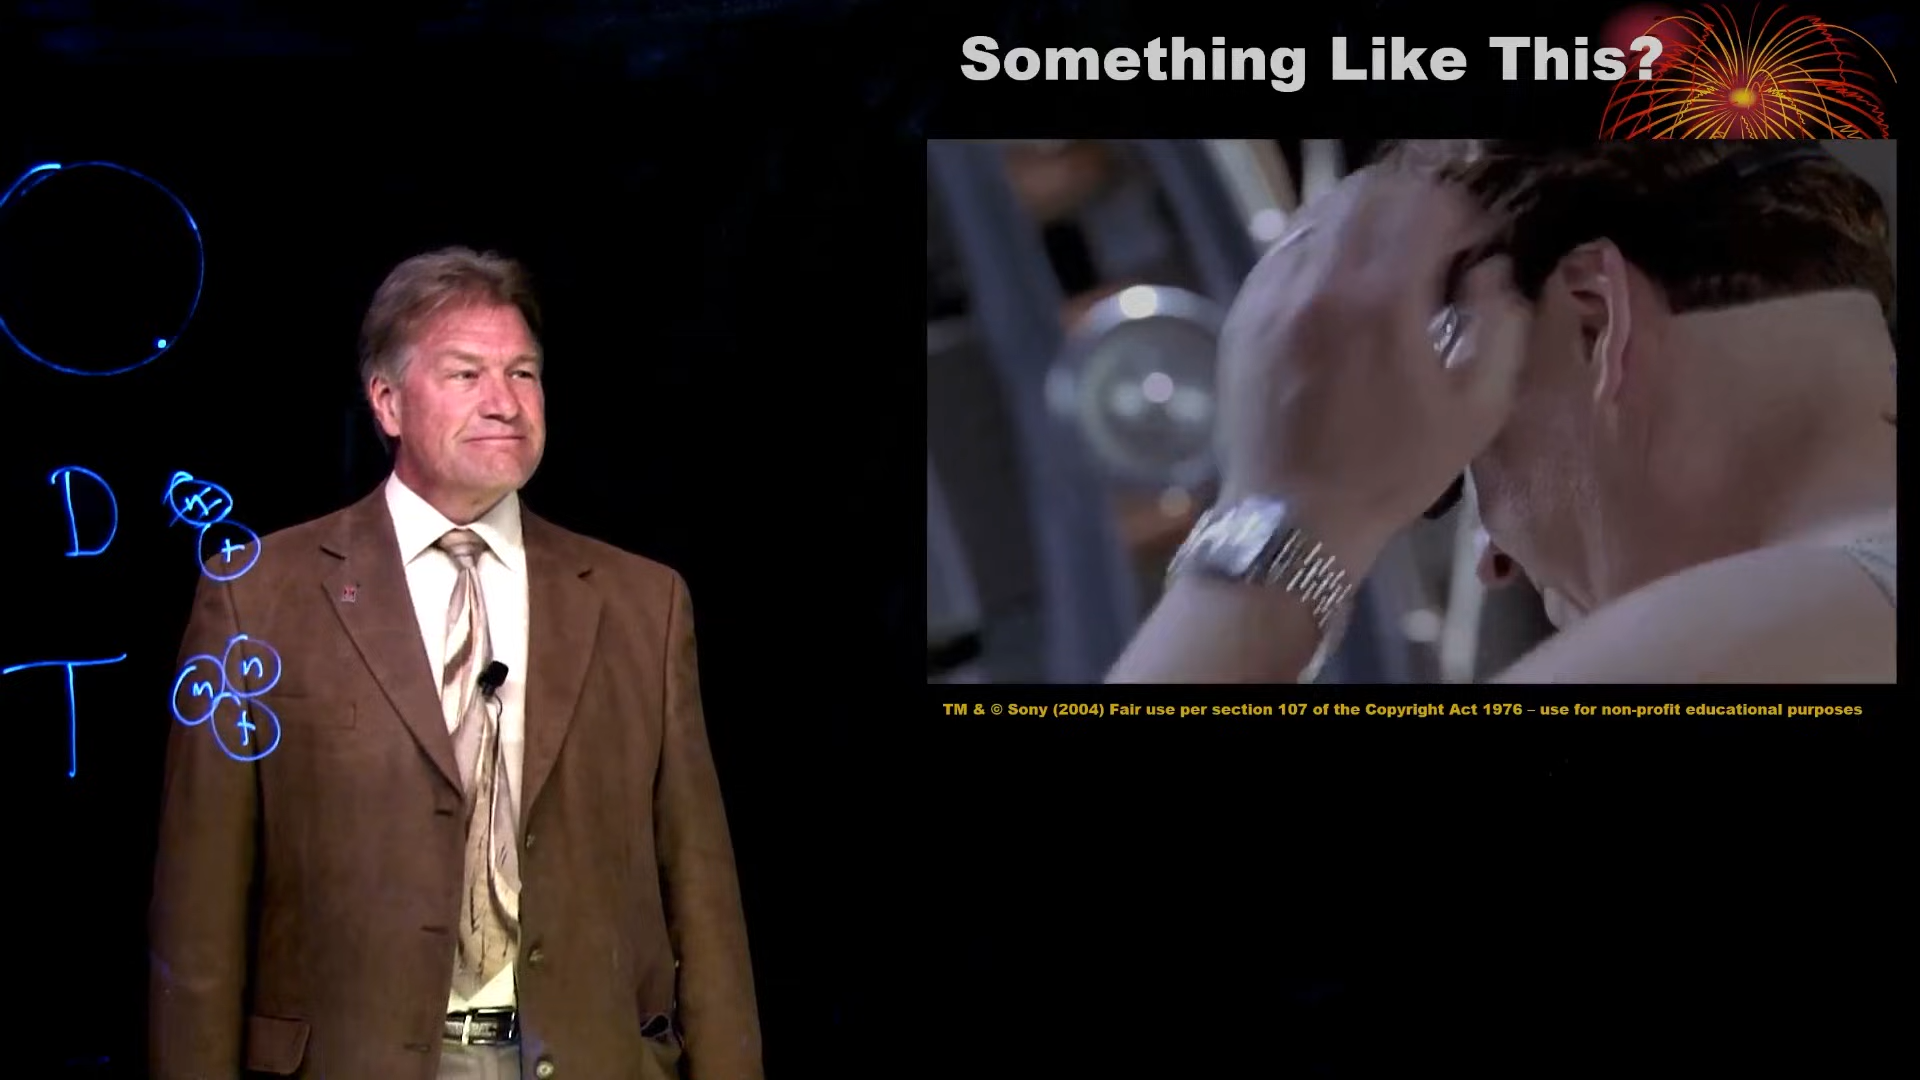 Something Like This?
D n +
T n n +
TM & © Sony (2004) Fair use per section 107 of the Copyright Act 1976 – use for non-profit educational purposes